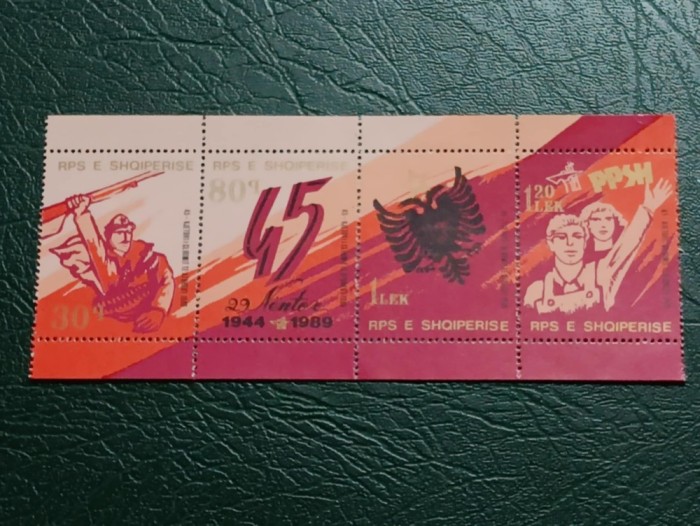 RPS E SHQIPERISE
30q
RPS E SHQIPERISE
80q
45
29 Nentor
1944 1989
1 LEK
RPS E SHQIPERISE
1,20 LEK
PPSH
RPS E SHQIPERISE